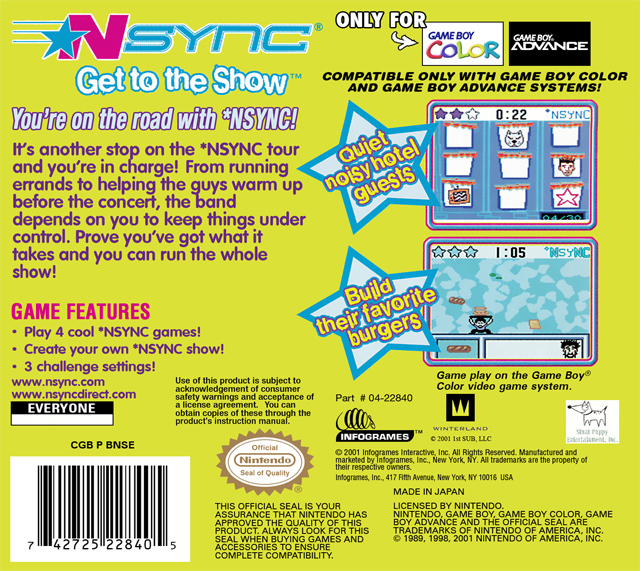 *NSYNC®
Get to the Show™
You're on the road with *NSYNC!
It's another stop on the *NSYNC tour
and you're in charge! From running
errands to helping the guys warm up
before the concert, the band
depends on you to keep things under
control. Prove you've got what it
takes and you can run the whole
show!
GAME FEATURES
• Play 4 cool *NSYNC games!
• Create your own *NSYNC show!
• 3 challenge settings!
www.nsync.com
www.nsyncdirect.com
EVERYONE
CGB P BNSE
7 42725 22840 5
Use of this product is subject to
acknowledgement of consumer
safety warnings and acceptance of
a license agreement. You can
obtain copies of these through the
product's instruction manual.
Official
Nintendo
Seal of Quality
®
THIS OFFICIAL SEAL IS YOUR
ASSURANCE THAT NINTENDO HAS
APPROVED THE QUALITY OF THIS
PRODUCT. ALWAYS LOOK FOR THIS
SEAL WHEN BUYING GAMES AND
ACCESSORIES TO ENSURE
COMPLETE COMPATIBILITY.
ONLY FOR
GAME BOY
COLOR
GAME BOY
ADVANCE
COMPATIBLE ONLY WITH GAME BOY COLOR
AND GAME BOY ADVANCE SYSTEMS!
Quiet
noisy hotel
guests
0:22 *NSYNC
04/30
Build
their favorite
burgers
1:05 *NSYNC
Game play on the Game Boy®
Color video game system.
Part # 04-22840
INFOGRAMES™
WINTERLAND
© 2001 1st SUB, LLC
Stray Puppy
Entertainment, Inc.
© 2001 Infogrames Interactive, Inc. All Rights Reserved. Manufactured and
marketed by Infogrames, Inc., New York, NY. All trademarks are the property of
their respective owners.
Infogrames, Inc., 417 Fifth Avenue, New York, NY 10016 USA
MADE IN JAPAN
LICENSED BY NINTENDO.
NINTENDO, GAME BOY, GAME BOY COLOR, GAME
BOY ADVANCE AND THE OFFICIAL SEAL ARE
TRADEMARKS OF NINTENDO OF AMERICA, INC.
© 1989, 1998, 2001 NINTENDO OF AMERICA, INC.